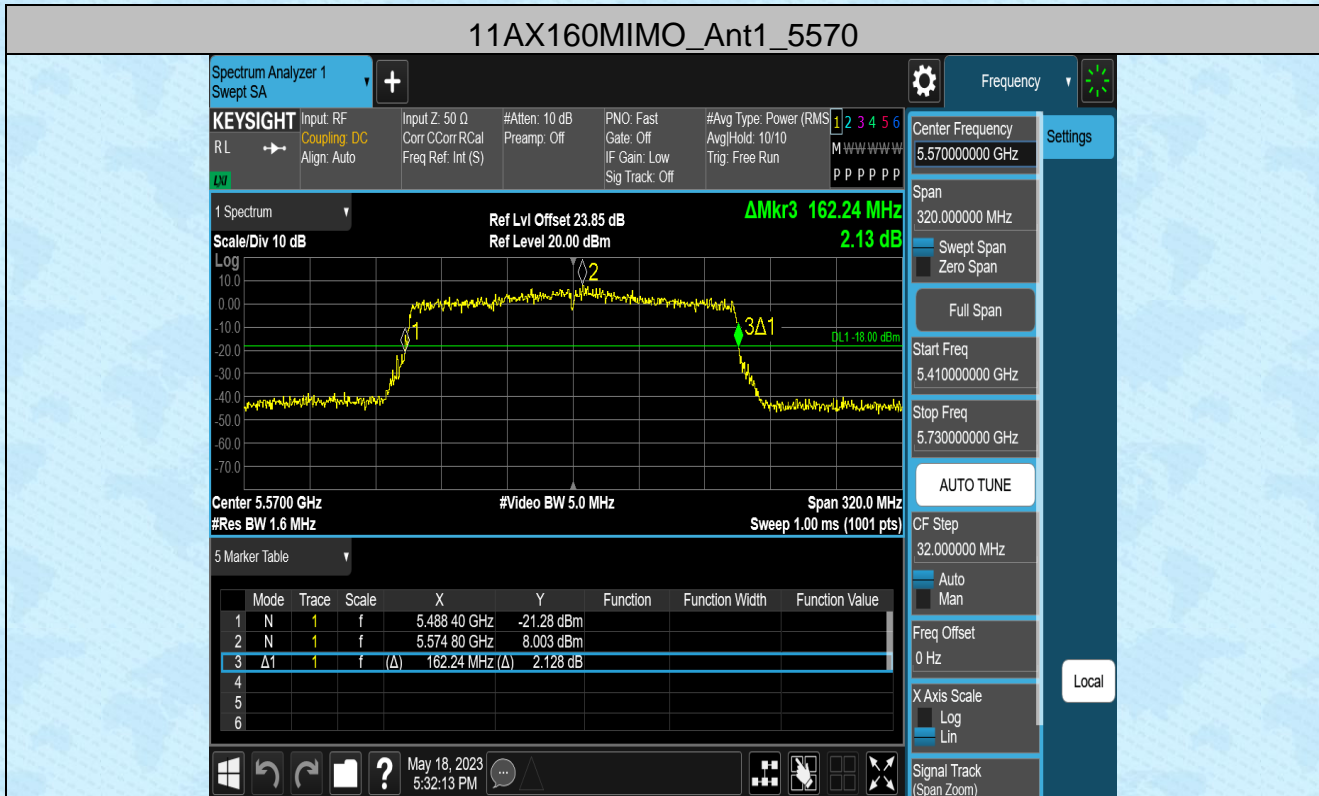 11AX160MIMO_Ant1_5570
Spectrum Analyzer 1
Swept SA
+
Frequency
KEYSIGHT
RL
LXI
Input: RF
Coupling: DC
Align: Auto
Input Z: 50 Ω
Corr CCorr RCal
Freq Ref: Int (S)
#Atten: 10 dB
Preamp: Off
PNO: Fast
Gate: Off
IF Gain: Low
Sig Track: Off
#Avg Type: Power (RMS
Avg|Hold: 10/10
Trig: Free Run
1 2 3 4 5 6
M W W W W W
P P P P P P
1 Spectrum
Scale/Div 10 dB
Ref Lvl Offset 23.85 dB
Ref Level 20.00 dBm
ΔMkr3 162.24 MHz
2.13 dB
Log
10.0
0.00
-10.0
-20.0
-30.0
-40.0
-50.0
-60.0
-70.0
1
2
3Δ1
DL1 -18.00 dBm
Center 5.5700 GHz
#Video BW 5.0 MHz
Span 320.0 MHz
#Res BW 1.6 MHz
Sweep 1.00 ms (1001 pts)
5 Marker Table
Mode Trace Scale X Y Function Function Width Function Value
1 N 1 f 5.488 40 GHz -21.28 dBm
2 N 1 f 5.574 80 GHz 8.003 dBm
3 Δ1 1 f (Δ) 162.24 MHz (Δ) 2.128 dB
4
5
6
?
May 18, 2023
5:32:13 PM
Center Frequency
5.570000000 GHz
Settings
Span
320.000000 MHz
Swept Span
Zero Span
Full Span
Start Freq
5.410000000 GHz
Stop Freq
5.730000000 GHz
AUTO TUNE
CF Step
32.000000 MHz
Auto
Man
Freq Offset
0 Hz
X Axis Scale
Log
Lin
Local
Signal Track
(Span Zoom)